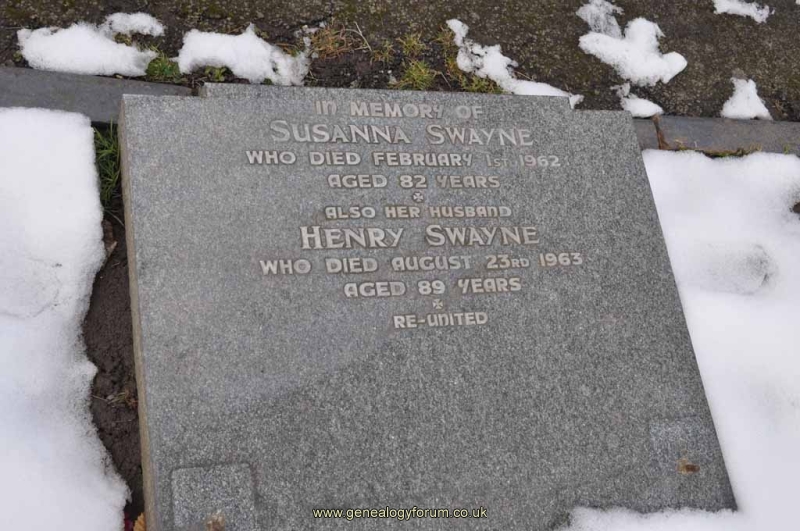 IN MEMORY OF
SUSANNA SWAYNE
WHO DIED FEBRUARY 1ST 1962
AGED 82 YEARS
ALSO HER HUSBAND
HENRY SWAYNE
WHO DIED AUGUST 23RD 1963
AGED 89 YEARS
RE-UNITED
www.genealogyforum.co.uk